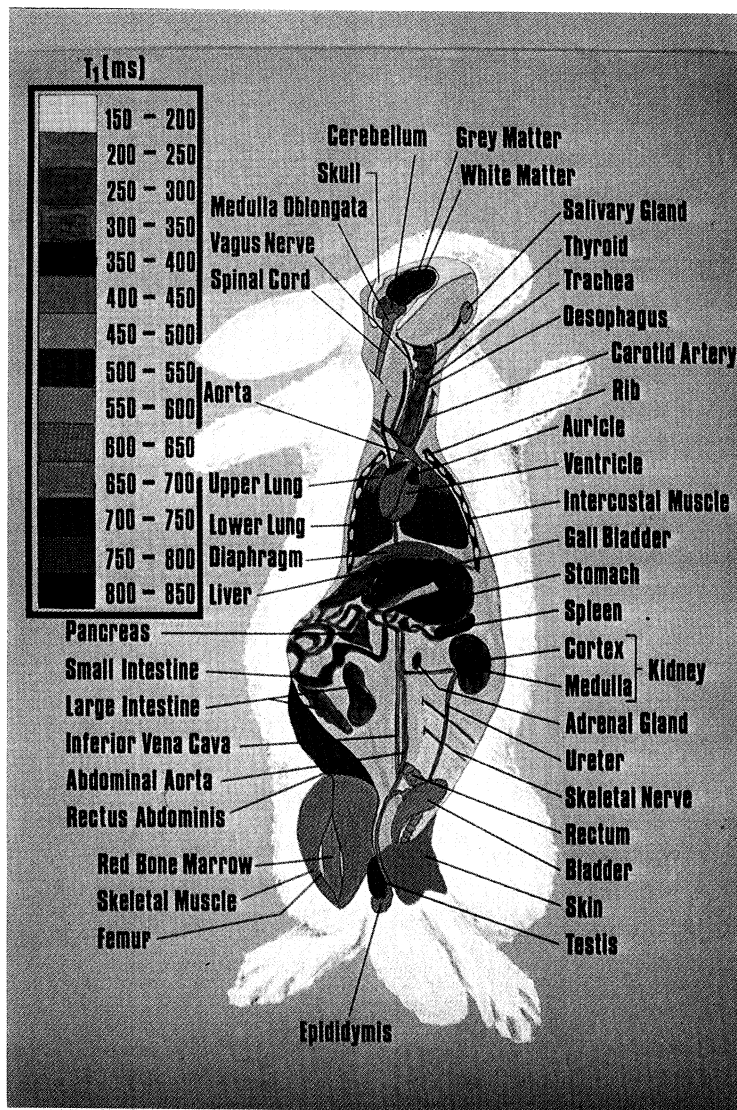 T1(ms)
150 - 200
200 - 250
250 - 300
300 - 350
350 - 400
400 - 450
450 - 500
500 - 550
550 - 600
600 - 650
650 - 700
700 - 750
750 - 800
800 - 850
Cerebellum
Grey Matter
Skull
White Matter
Medulla Oblongata
Salivary Gland
Vagus Nerve
Thyroid
Spinal Cord
Trachea
Oesophagus
Carotid Artery
Aorta
Rib
Auricle
Ventricle
Upper Lung
Intercostal Muscle
Lower Lung
Gall Bladder
Diaphragm
Stomach
Liver
Spleen
Pancreas
Cortex
Kidney
Small Intestine
Medulla
Large Intestine
Adrenal Gland
Inferior Vena Cava
Ureter
Abdominal Aorta
Skeletal Nerve
Rectus Abdominis
Rectum
Red Bone Marrow
Bladder
Skeletal Muscle
Skin
Femur
Testis
Epididymis